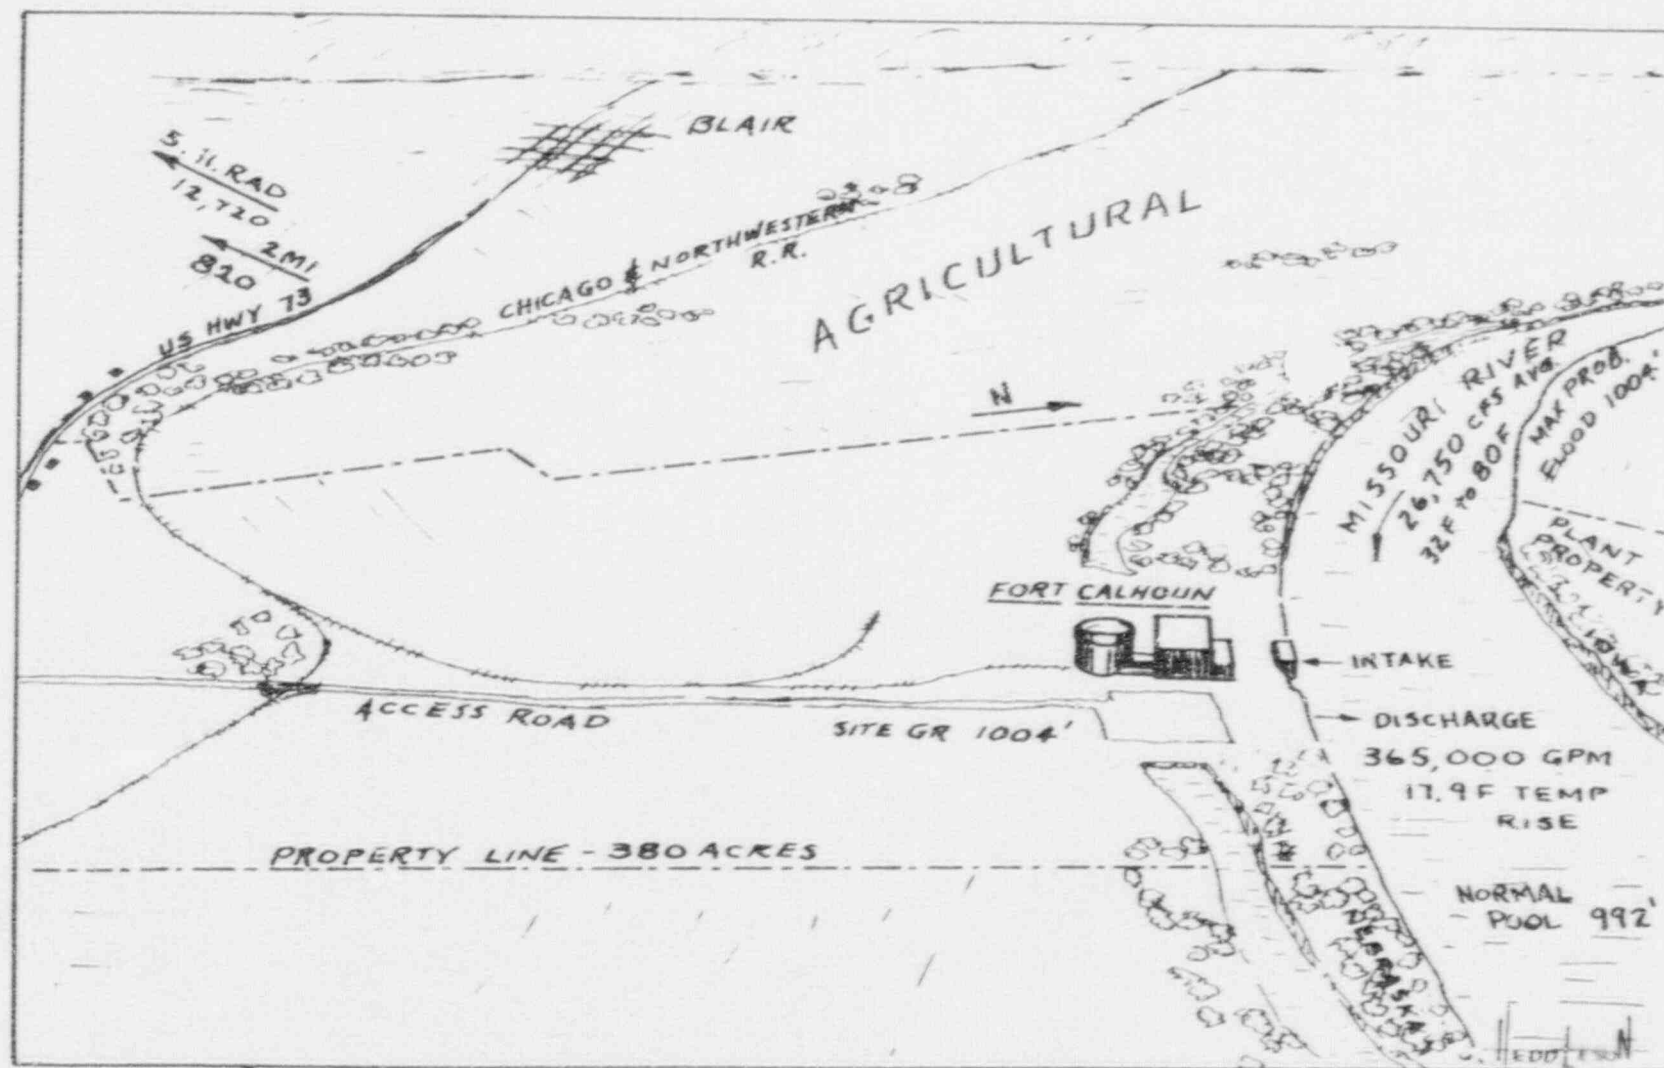 BLAIR
RAD
12,720
2 MI
820
US HWY 73
CHICAGO & NORTHWESTERN
R.R.
AGRICULTURAL
N
MISSOURI RIVER
26,750 CFS AVG
32F to 80F
MAX PROB.
FLOOD 1004'
PLANT
PROPERTY
IOWA
FORT CALHOUN
INTAKE
ACCESS ROAD
SITE GR 1004'
DISCHARGE
365,000 GPM
17.9F TEMP
RISE
PROPERTY LINE - 380 ACRES
NORMAL
POOL 992'
NEBRASKA